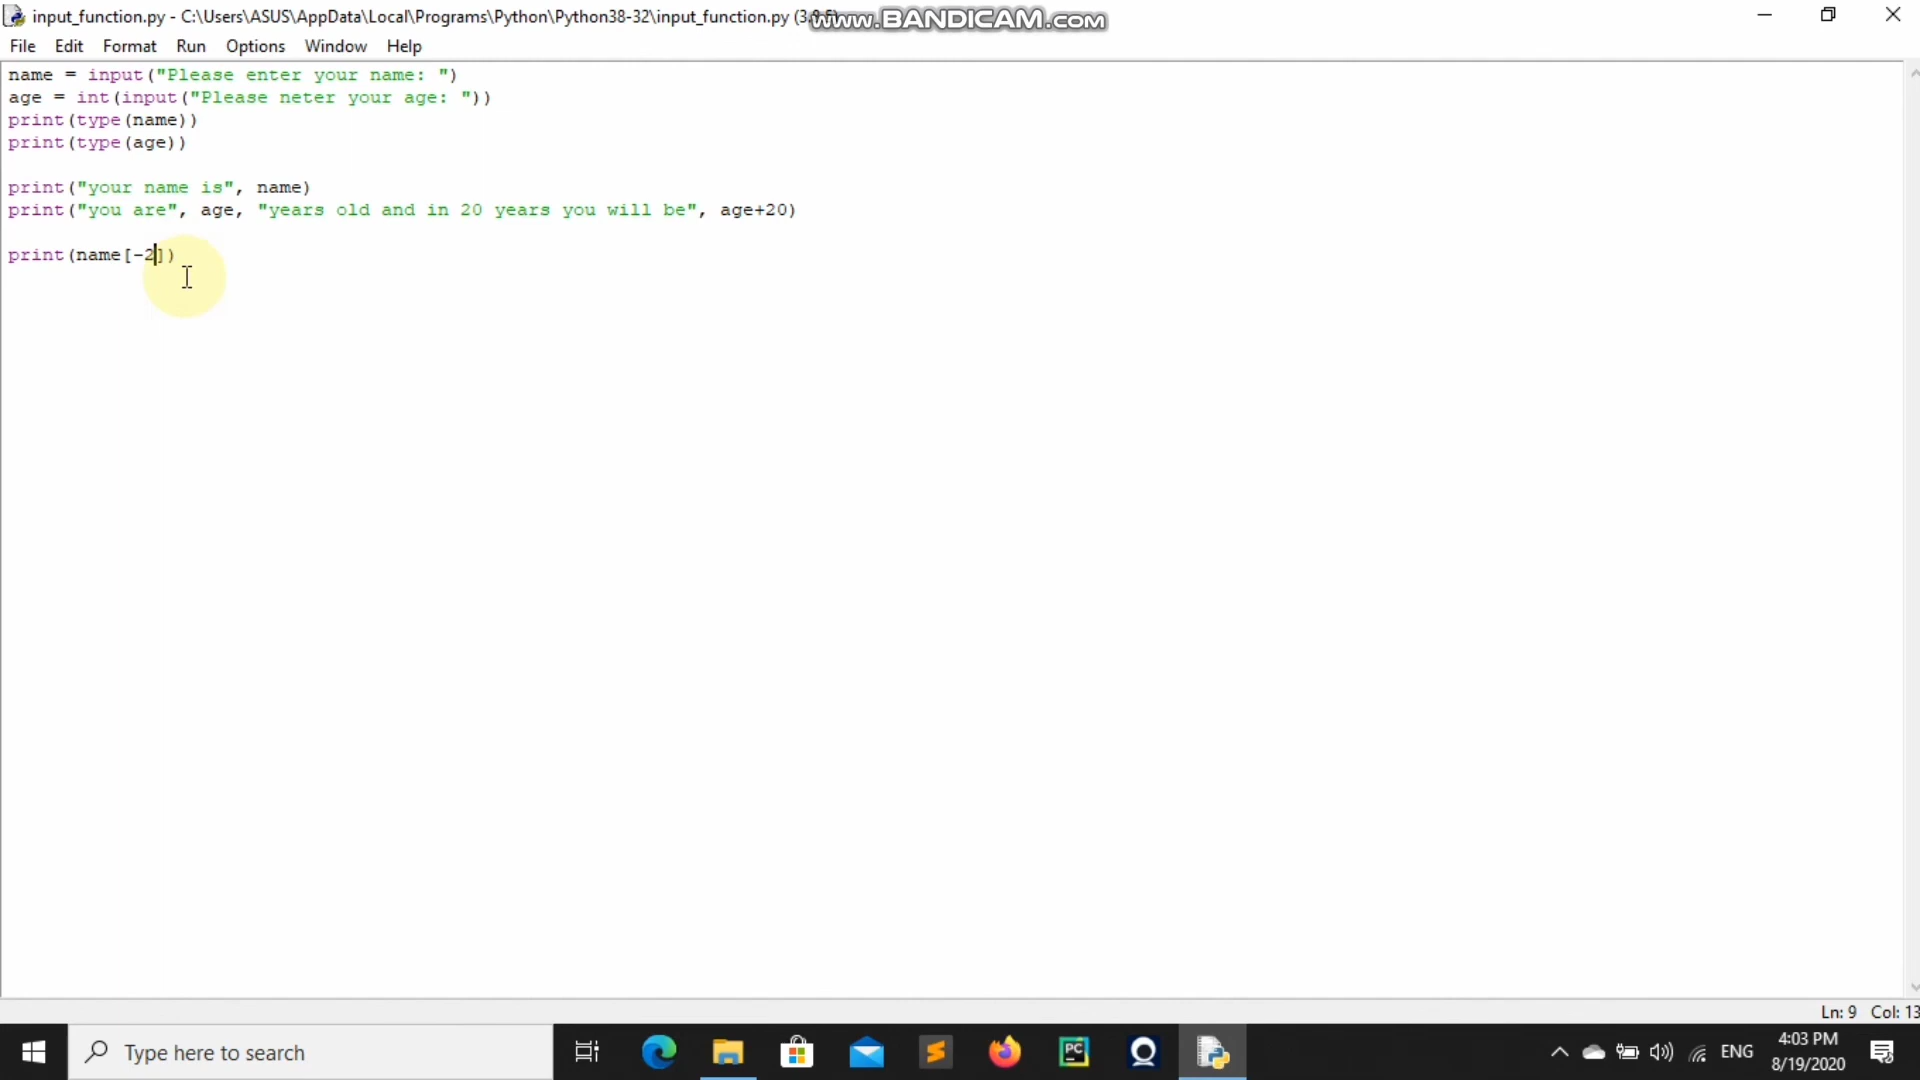 input_function.py - C:\Users\ASUS\AppData\Local\Programs\Python\Python38-32\input_function.py
www.BANDICAM.com
File Edit Format Run Options Window Help
name = input("Please enter your name: ")
age = int(input("Please neter your age: "))
print(type(name))
print(type(age))
print("your name is", name)
print("you are", age, "years old and in 20 years you will be", age+20)
print(name[-2])
Ln: 9 Col: 13
Type here to search
PC
ENG
4:03 PM
8/19/2020